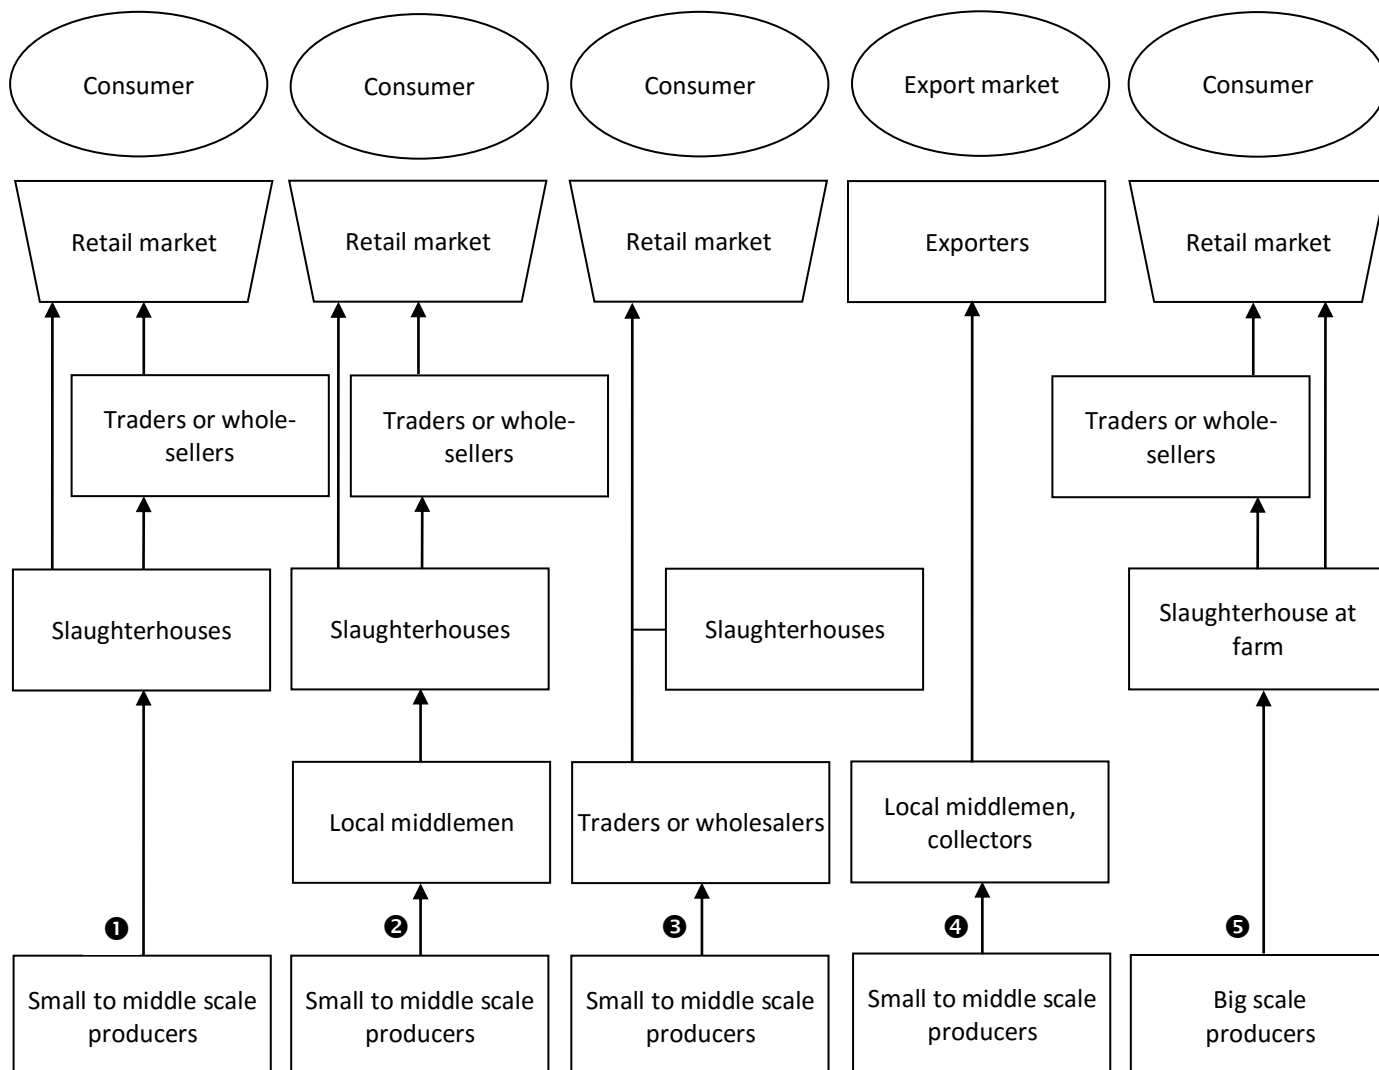 Consumer
Consumer
Consumer
Export market
Consumer
Retail market
Retail market
Retail market
Exporters
Retail market
Traders or whole-
sellers
Traders or whole-
sellers
Traders or whole-
sellers
Slaughterhouses
Slaughterhouses
Slaughterhouses
Slaughterhouse at
farm
Local middlemen
Traders or wholesalers
Local middlemen,
collectors
❶
❷
❸
❹
❺
Small to middle scale
producers
Small to middle scale
producers
Small to middle scale
producers
Small to middle scale
producers
Big scale
producers